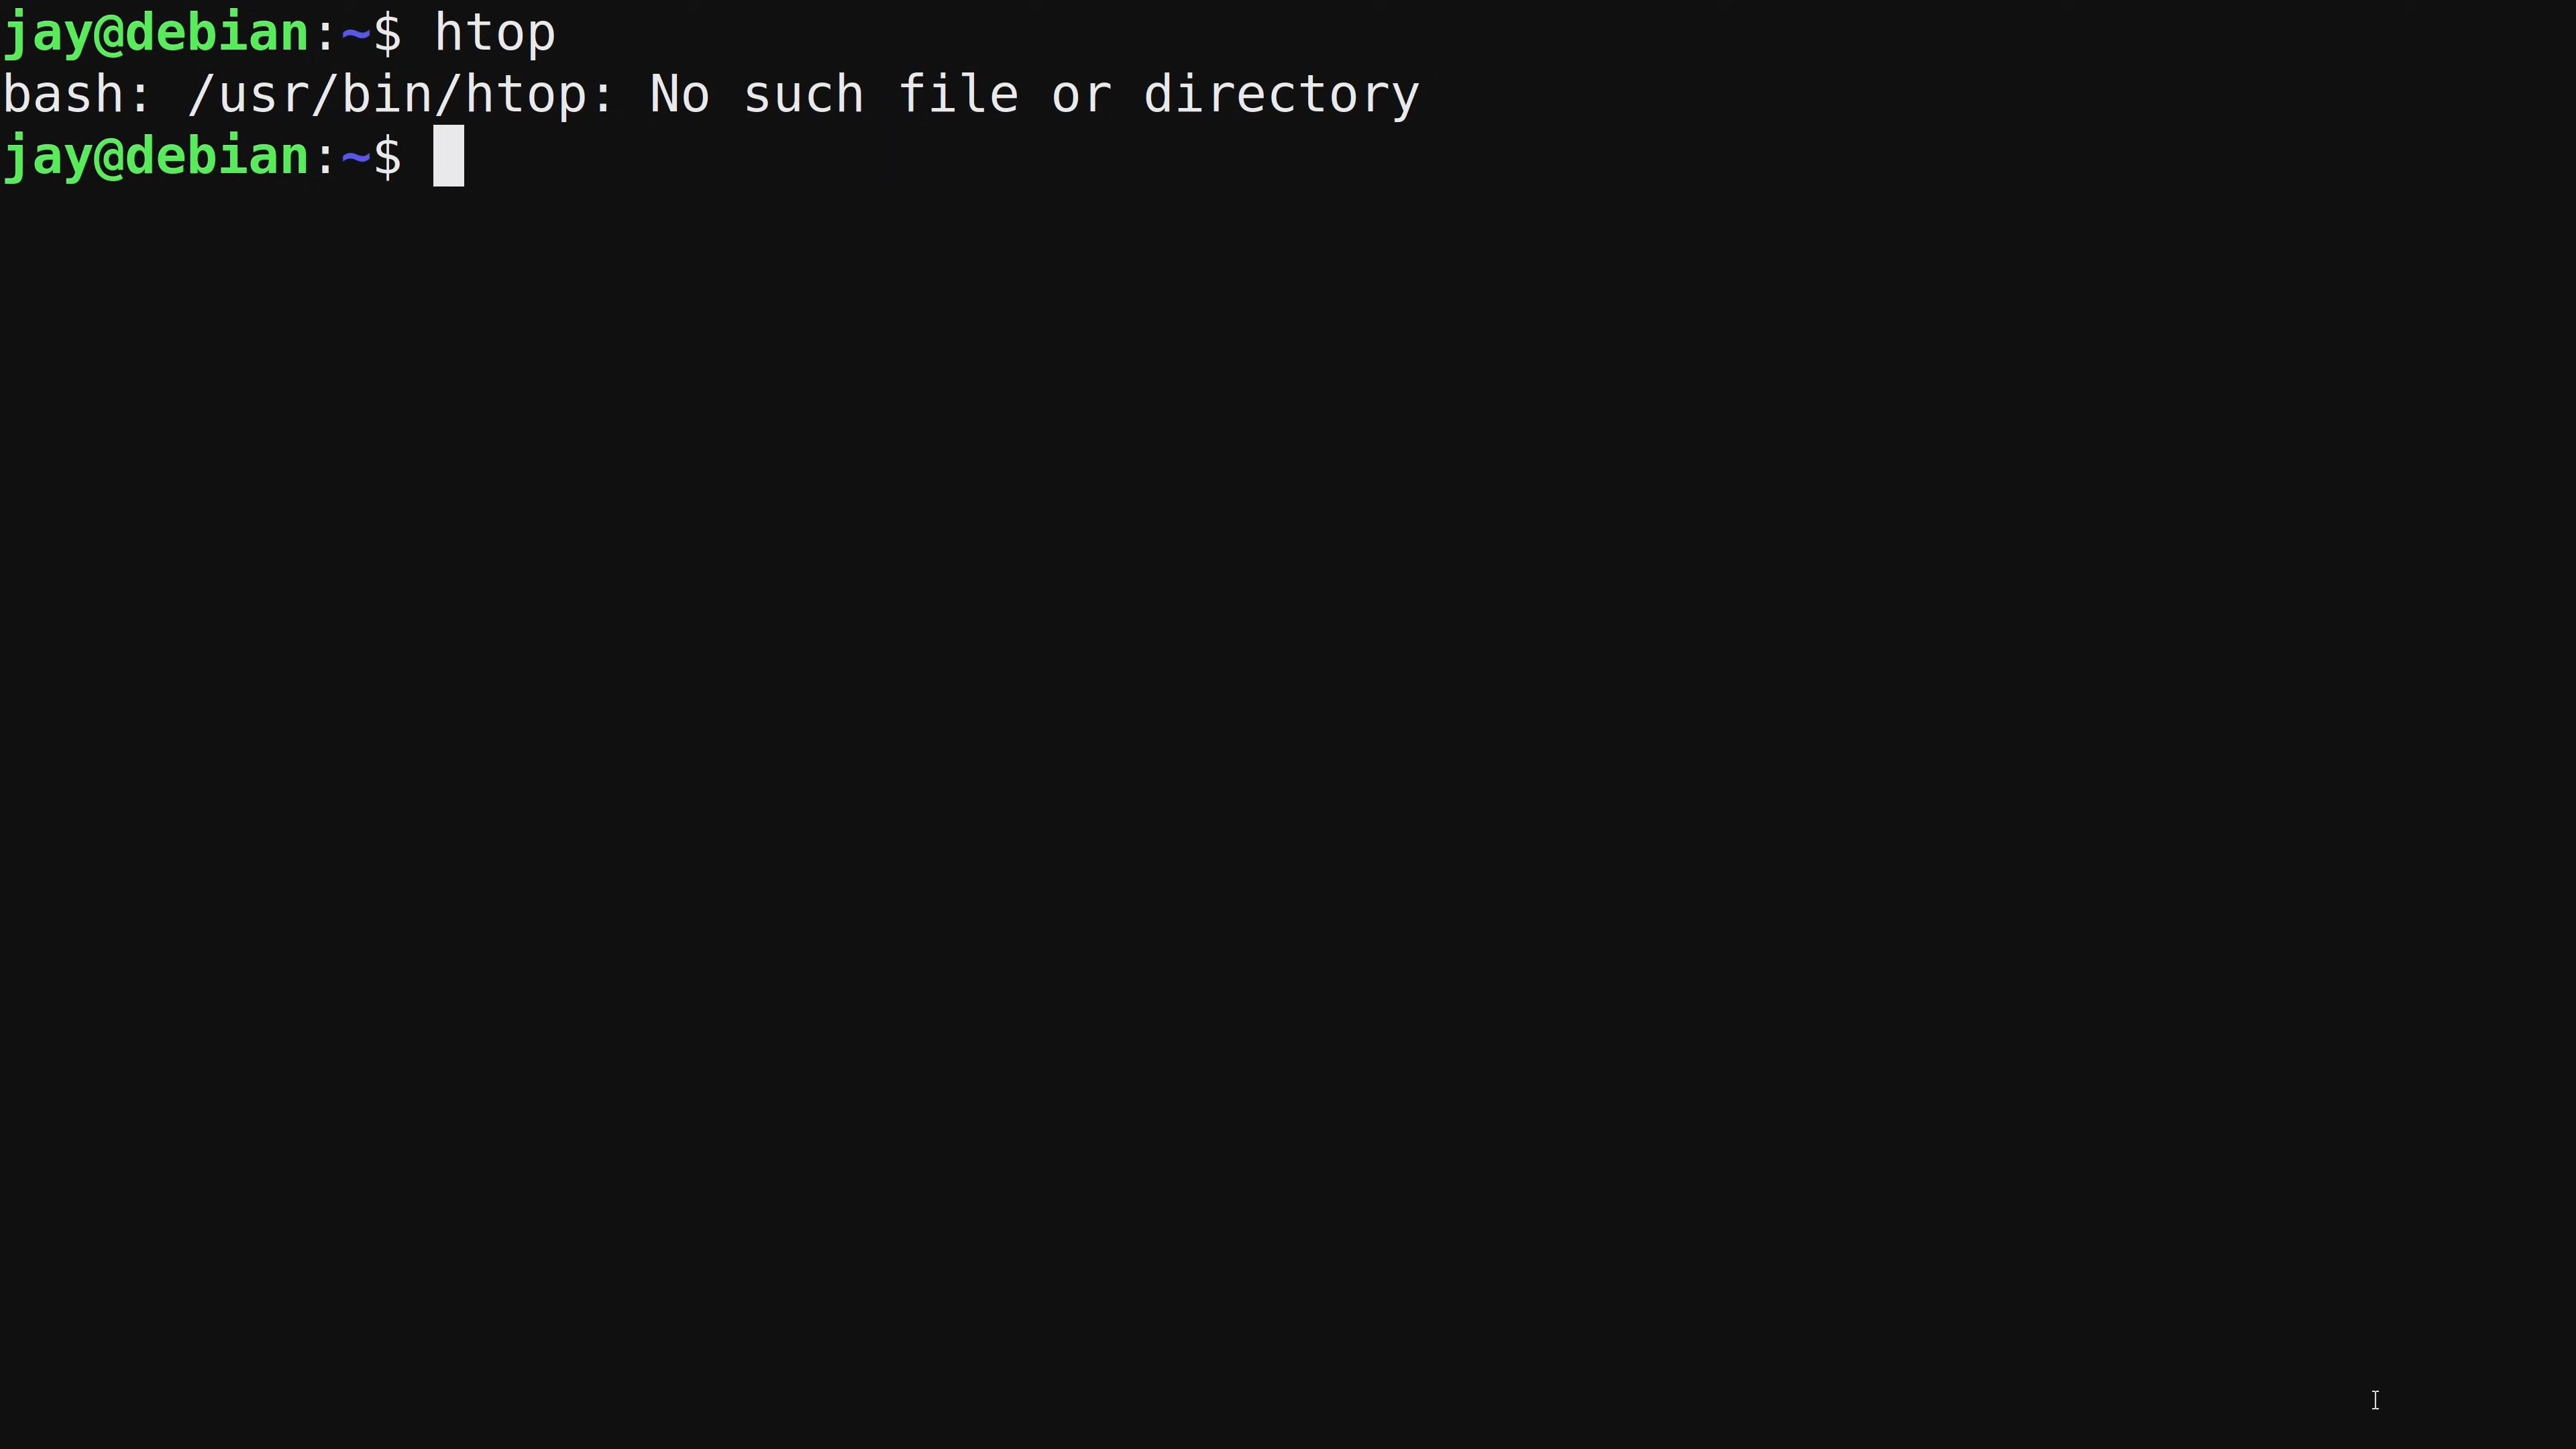 jay@debian:~$ htop
bash: /usr/bin/htop: No such file or directory
jay@debian:~$